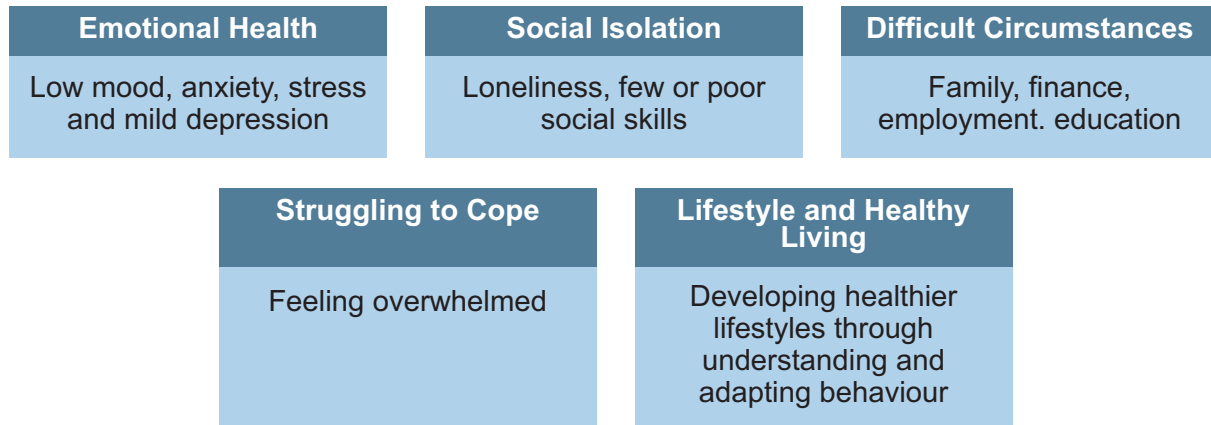 Emotional Health
Low mood, anxiety, stress
and mild depression
Social Isolation
Loneliness, few or poor
social skills
Difficult Circumstances
Family, finance,
employment. education
Struggling to Cope
Feeling overwhelmed
Lifestyle and Healthy
Living
Developing healthier
lifestyles through
understanding and
adapting behaviour